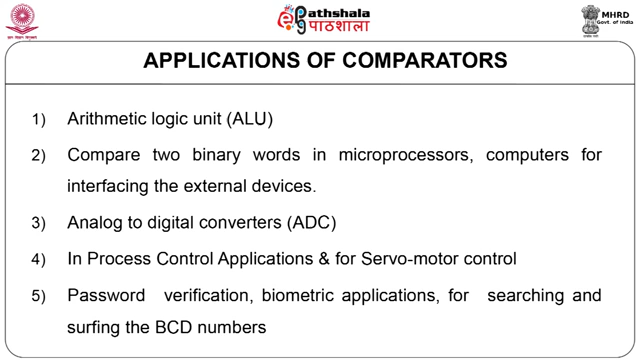 Pathshala
पाठशाला
MHRD
Govt. of India
APPLICATIONS OF COMPARATORS
1) Arithmetic logic unit (ALU)
2) Compare two binary words in microprocessors, computers for
interfacing the external devices.
3) Analog to digital converters (ADC)
4) In Process Control Applications & for Servo-motor control
5) Password verification, biometric applications, for searching and
surfing the BCD numbers